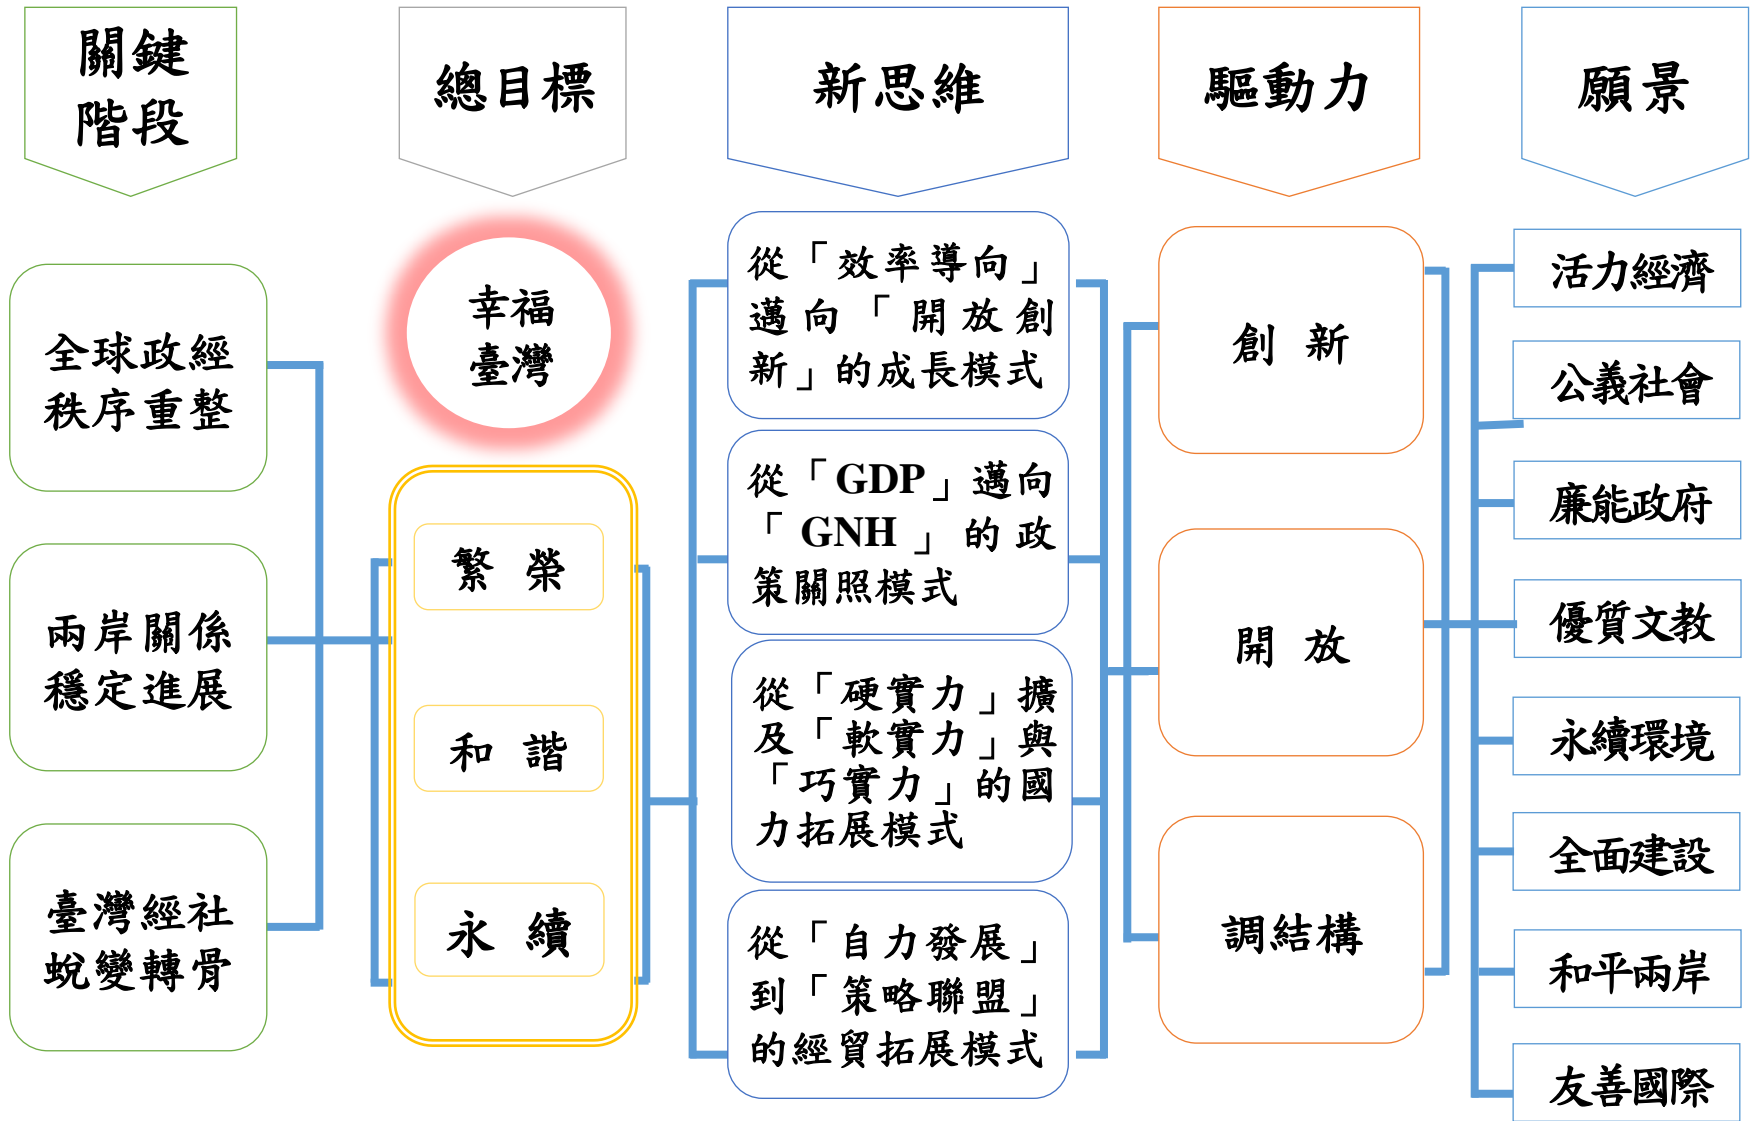 關鍵
階段
總目標
新思維
驅動力
願景
全球政經
秩序重整
兩岸關係
穩定進展
臺灣經社
蛻變轉骨
幸福
臺灣
繁 榮
和 諧
永 續
從「效率導向」
邁向「開放創
新」的成長模式
從「GDP」邁向
「GNH」的政
策關照模式
從「硬實力」擴
及「軟實力」與
「巧實力」的國
力拓展模式
從「自力發展」
到「策略聯盟」
的經貿拓展模式
創 新
開 放
調結構
活力經濟
公義社會
廉能政府
優質文教
永續環境
全面建設
和平兩岸
友善國際